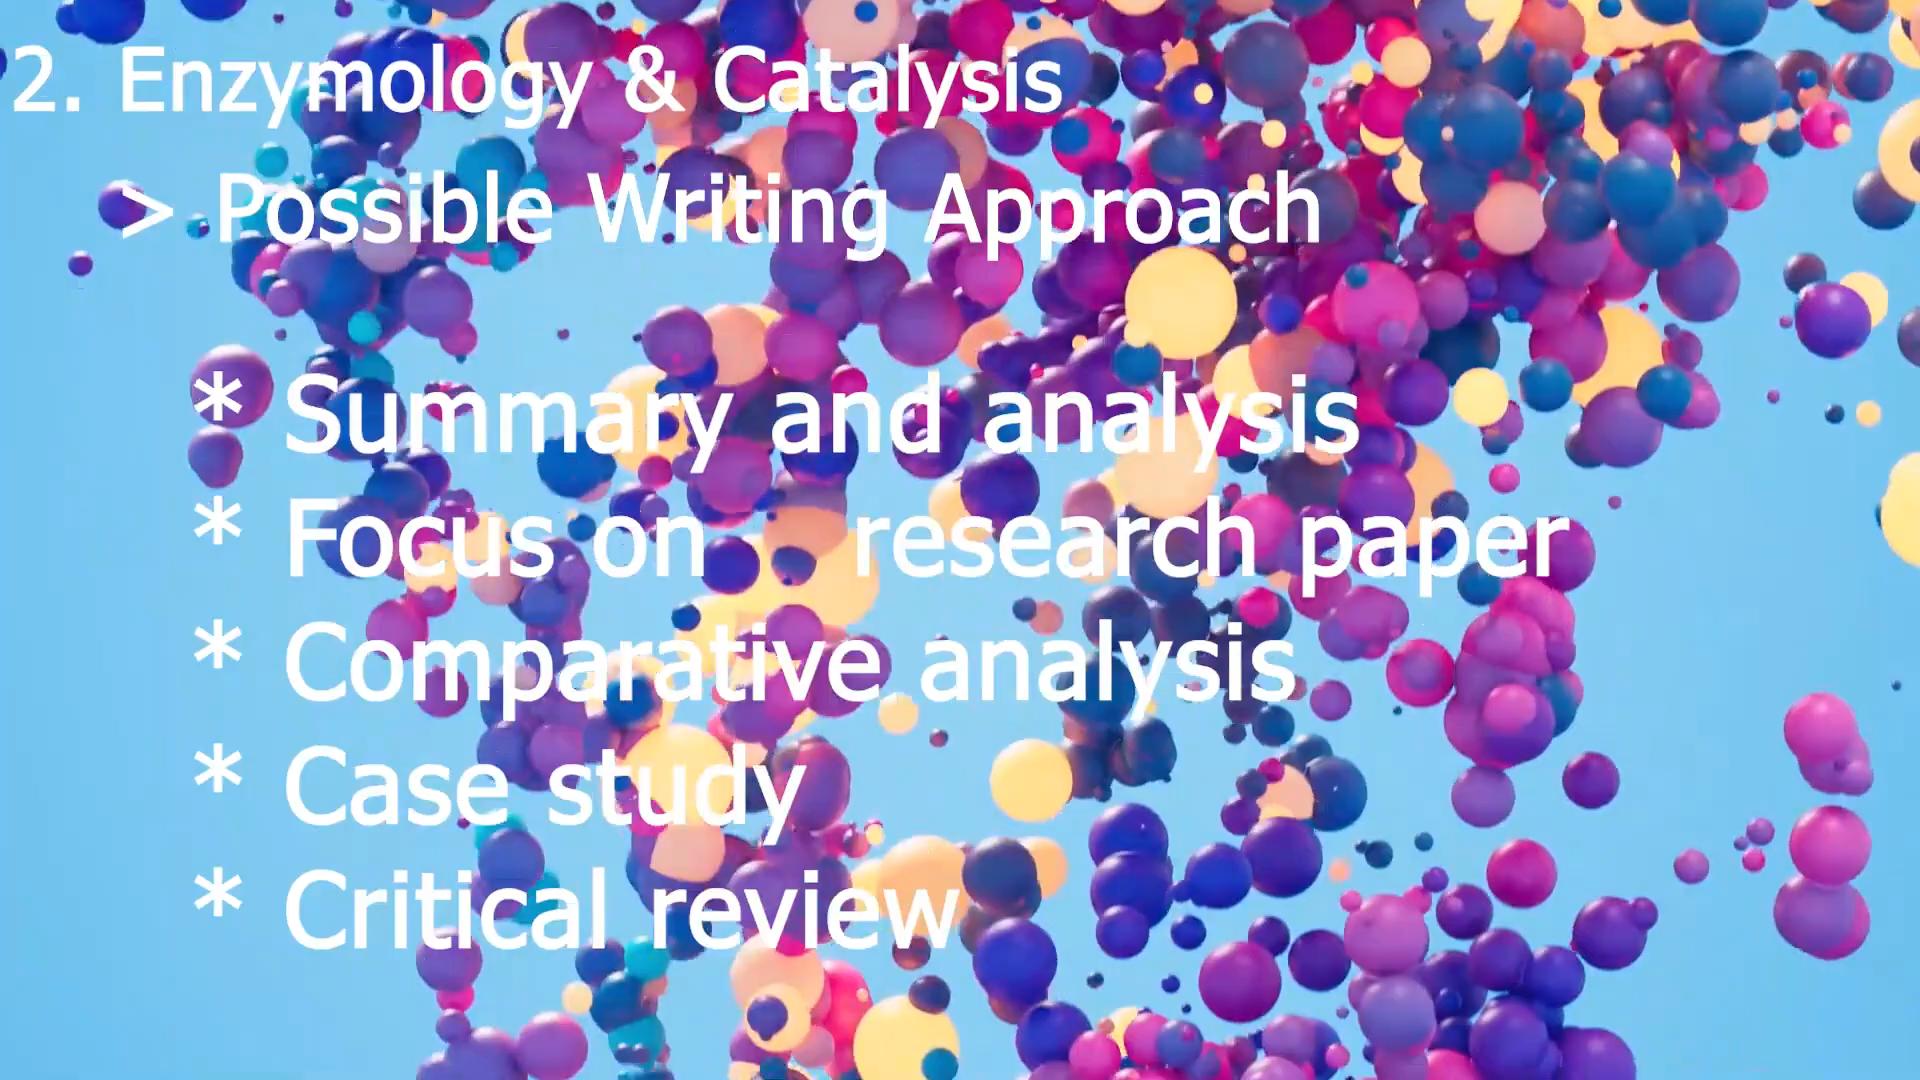 2. Enzymology & Catalysis
> Possible Writing Approach
* Summary and analysis
* Focus on research paper
* Comparative analysis
* Case study
* Critical review